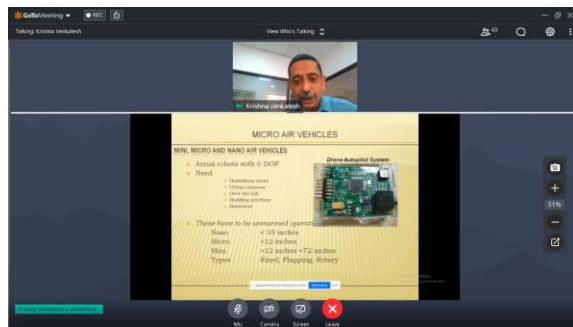 GoToMeeting
REC
Talking: Krishna Venkatesh
View Who's Talking
63
Krishna Venkatesh
MICRO AIR VEHICLES
MINI, MICRO AND NANO AIR VEHICLES
Drone Autopilot System
Aerial robots with 6 DOF
Need
Hazardous areas
Urban canyons
Over the hill
Building interiors
These have to be unmanned operati
Nano < 03 inches
Micro <12 inches
Mini >12 inches <72 inches
Types Fixed, Flapping, Rotary
51%
Krishna Venkatesh is presenting
Mic
Camera
Screen
Leave